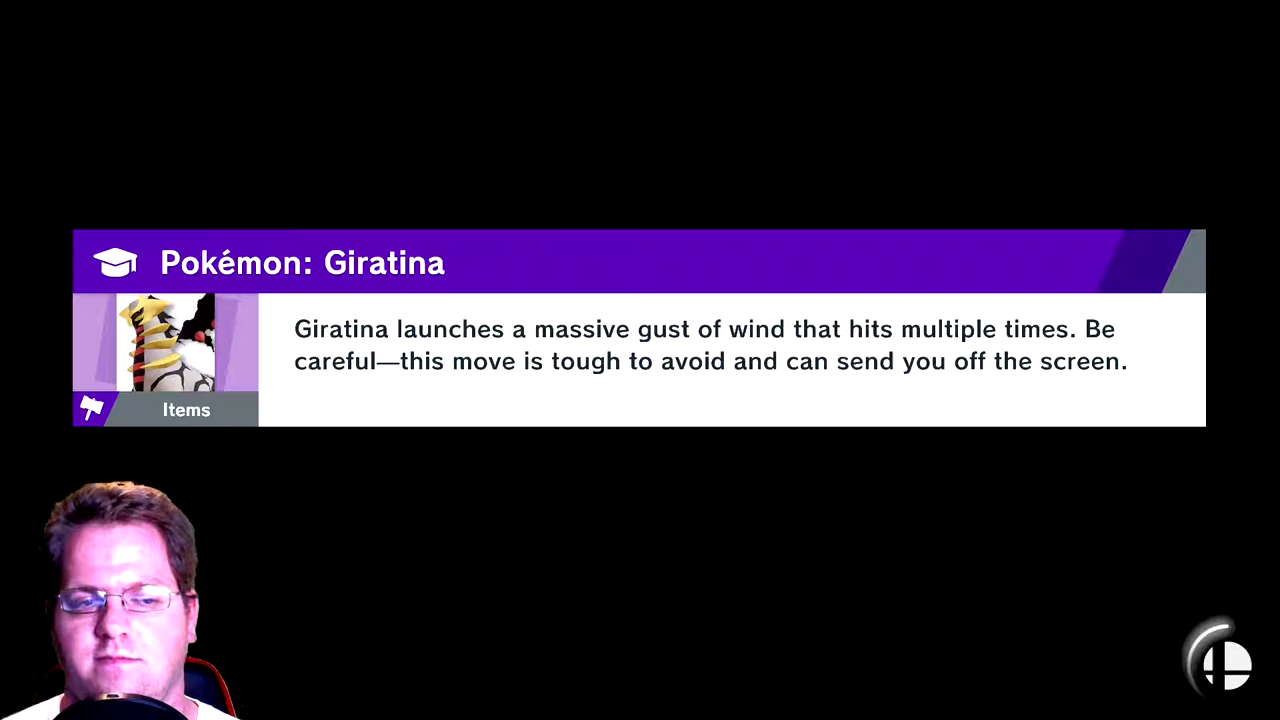 Pokémon: Giratina
Giratina launches a massive gust of wind that hits multiple times. Be
careful—this move is tough to avoid and can send you off the screen.
Items